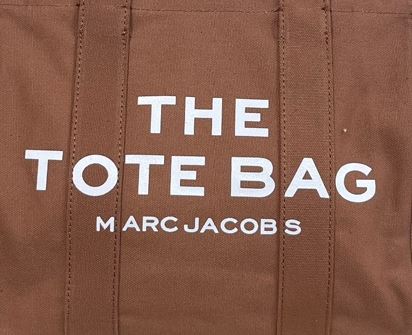 THE
TOTE BAG
MARC JACOBS